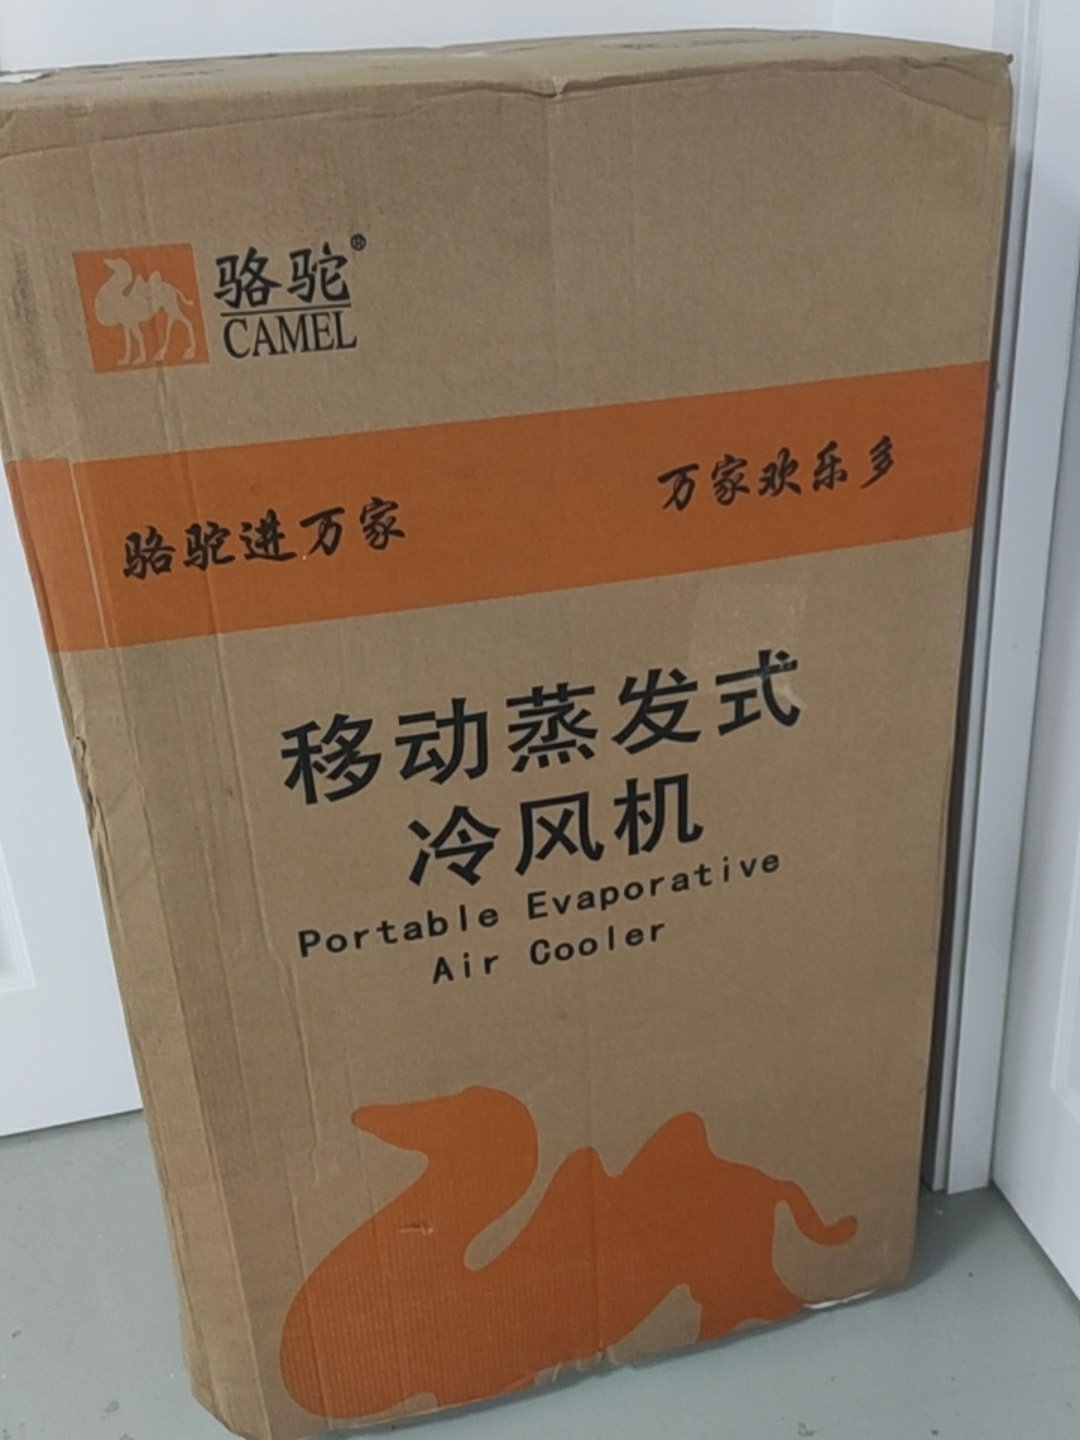 骆驼®
CAMEL
骆驼进万家
万家欢乐多
移动蒸发式
冷风机
Portable Evaporative
Air Cooler